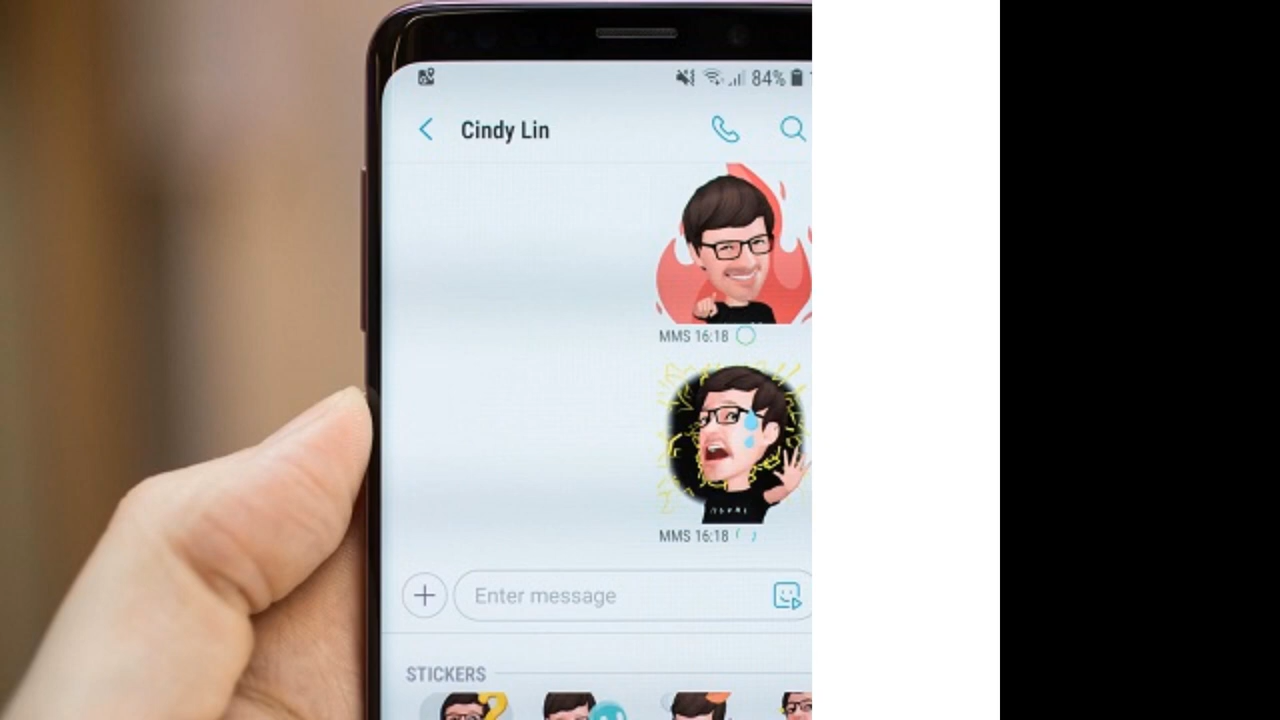 84%
Cindy Lin
MMS 16:18
MMS 16:18
Enter message
STICKERS